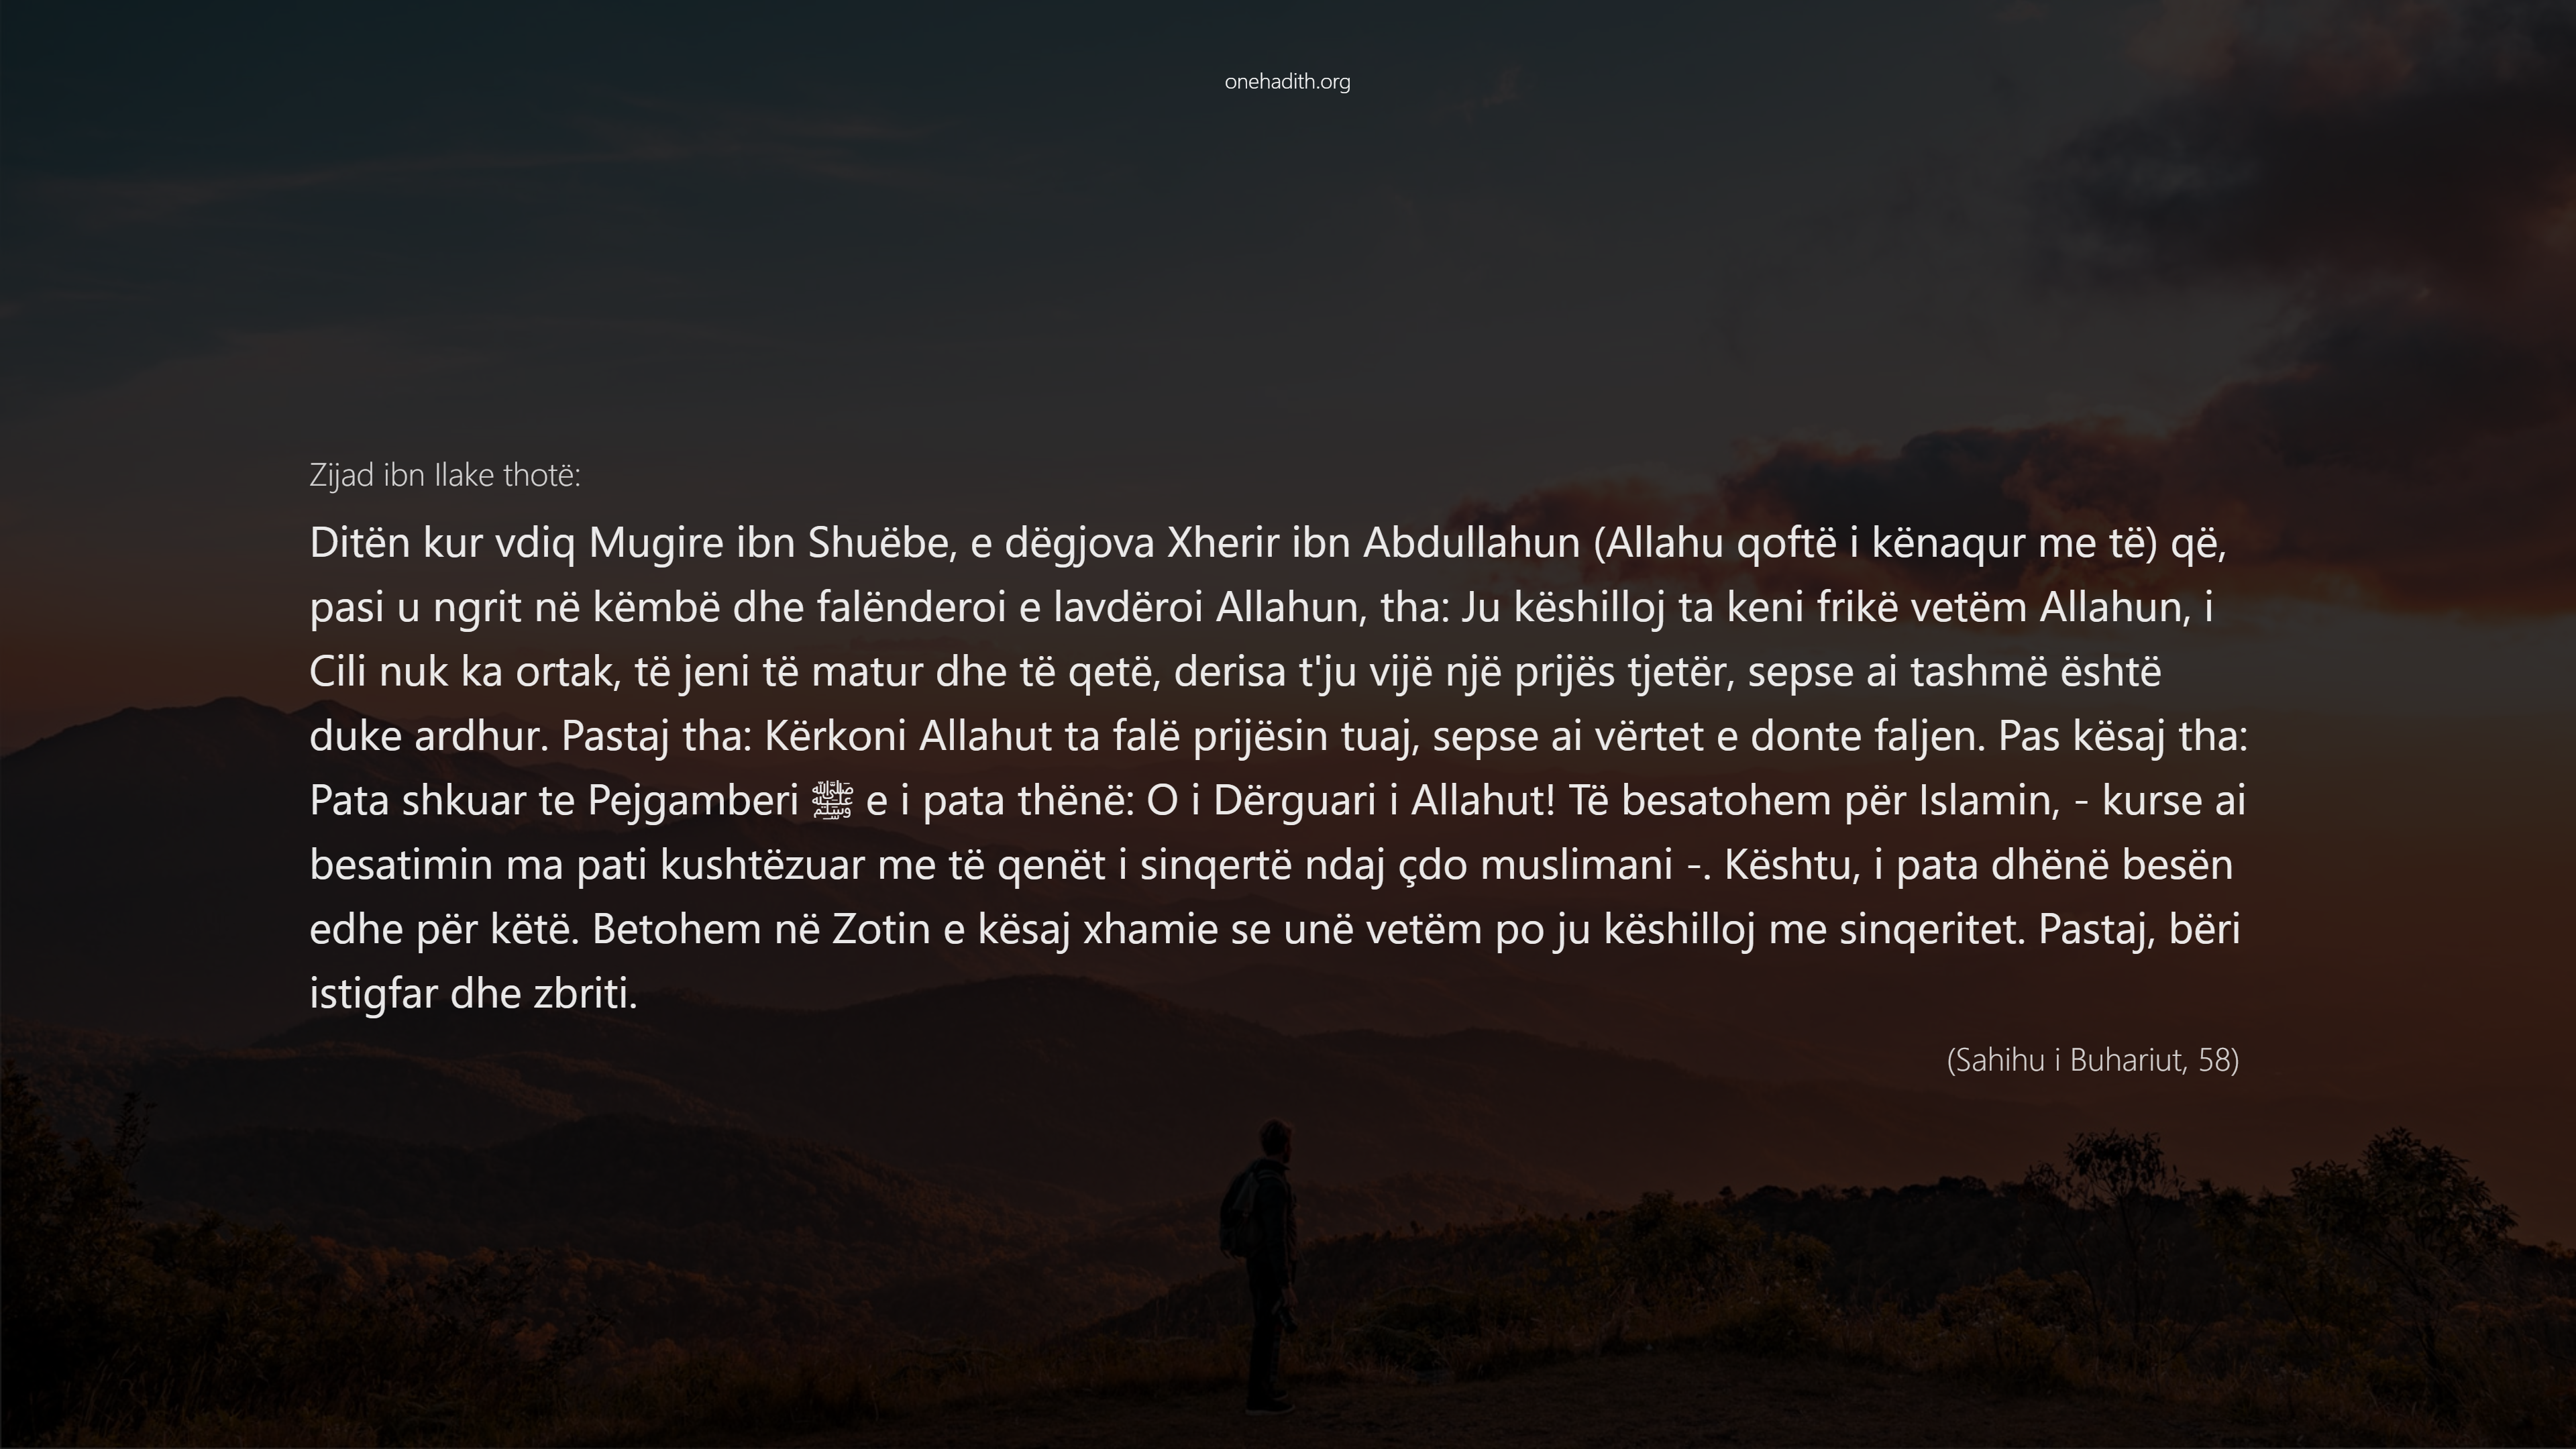 onehadith.org
Zijad ibn Ilake thotë:
Ditën kur vdiq Mugire ibn Shuëbe, e dëgjova Xherir ibn Abdullahun (Allahu qoftë i kënaqur me të) që,
pasi u ngrit në këmbë dhe falënderoi e lavdëroi Allahun, tha: Ju këshilloj ta keni frikë vetëm Allahun, i
Cili nuk ka ortak, të jeni të matur dhe të qetë, derisa t'ju vijë një prijës tjetër, sepse ai tashmë është
duke ardhur. Pastaj tha: Kërkoni Allahut ta falë prijësin tuaj, sepse ai vërtet e donte faljen. Pas kësaj tha:
Pata shkuar te Pejgamberi ﷺ e i pata thënë: O i Dërguari i Allahut! Të besatohem për Islamin, - kurse ai
besatimin ma pati kushtëzuar me të qenët i sinqertë ndaj çdo muslimani -. Kështu, i pata dhënë besën
edhe për këtë. Betohem në Zotin e kësaj xhamie se unë vetëm po ju këshilloj me sinqeritet. Pastaj, bëri
istigfar dhe zbriti.
(Sahihu i Buhariut, 58)